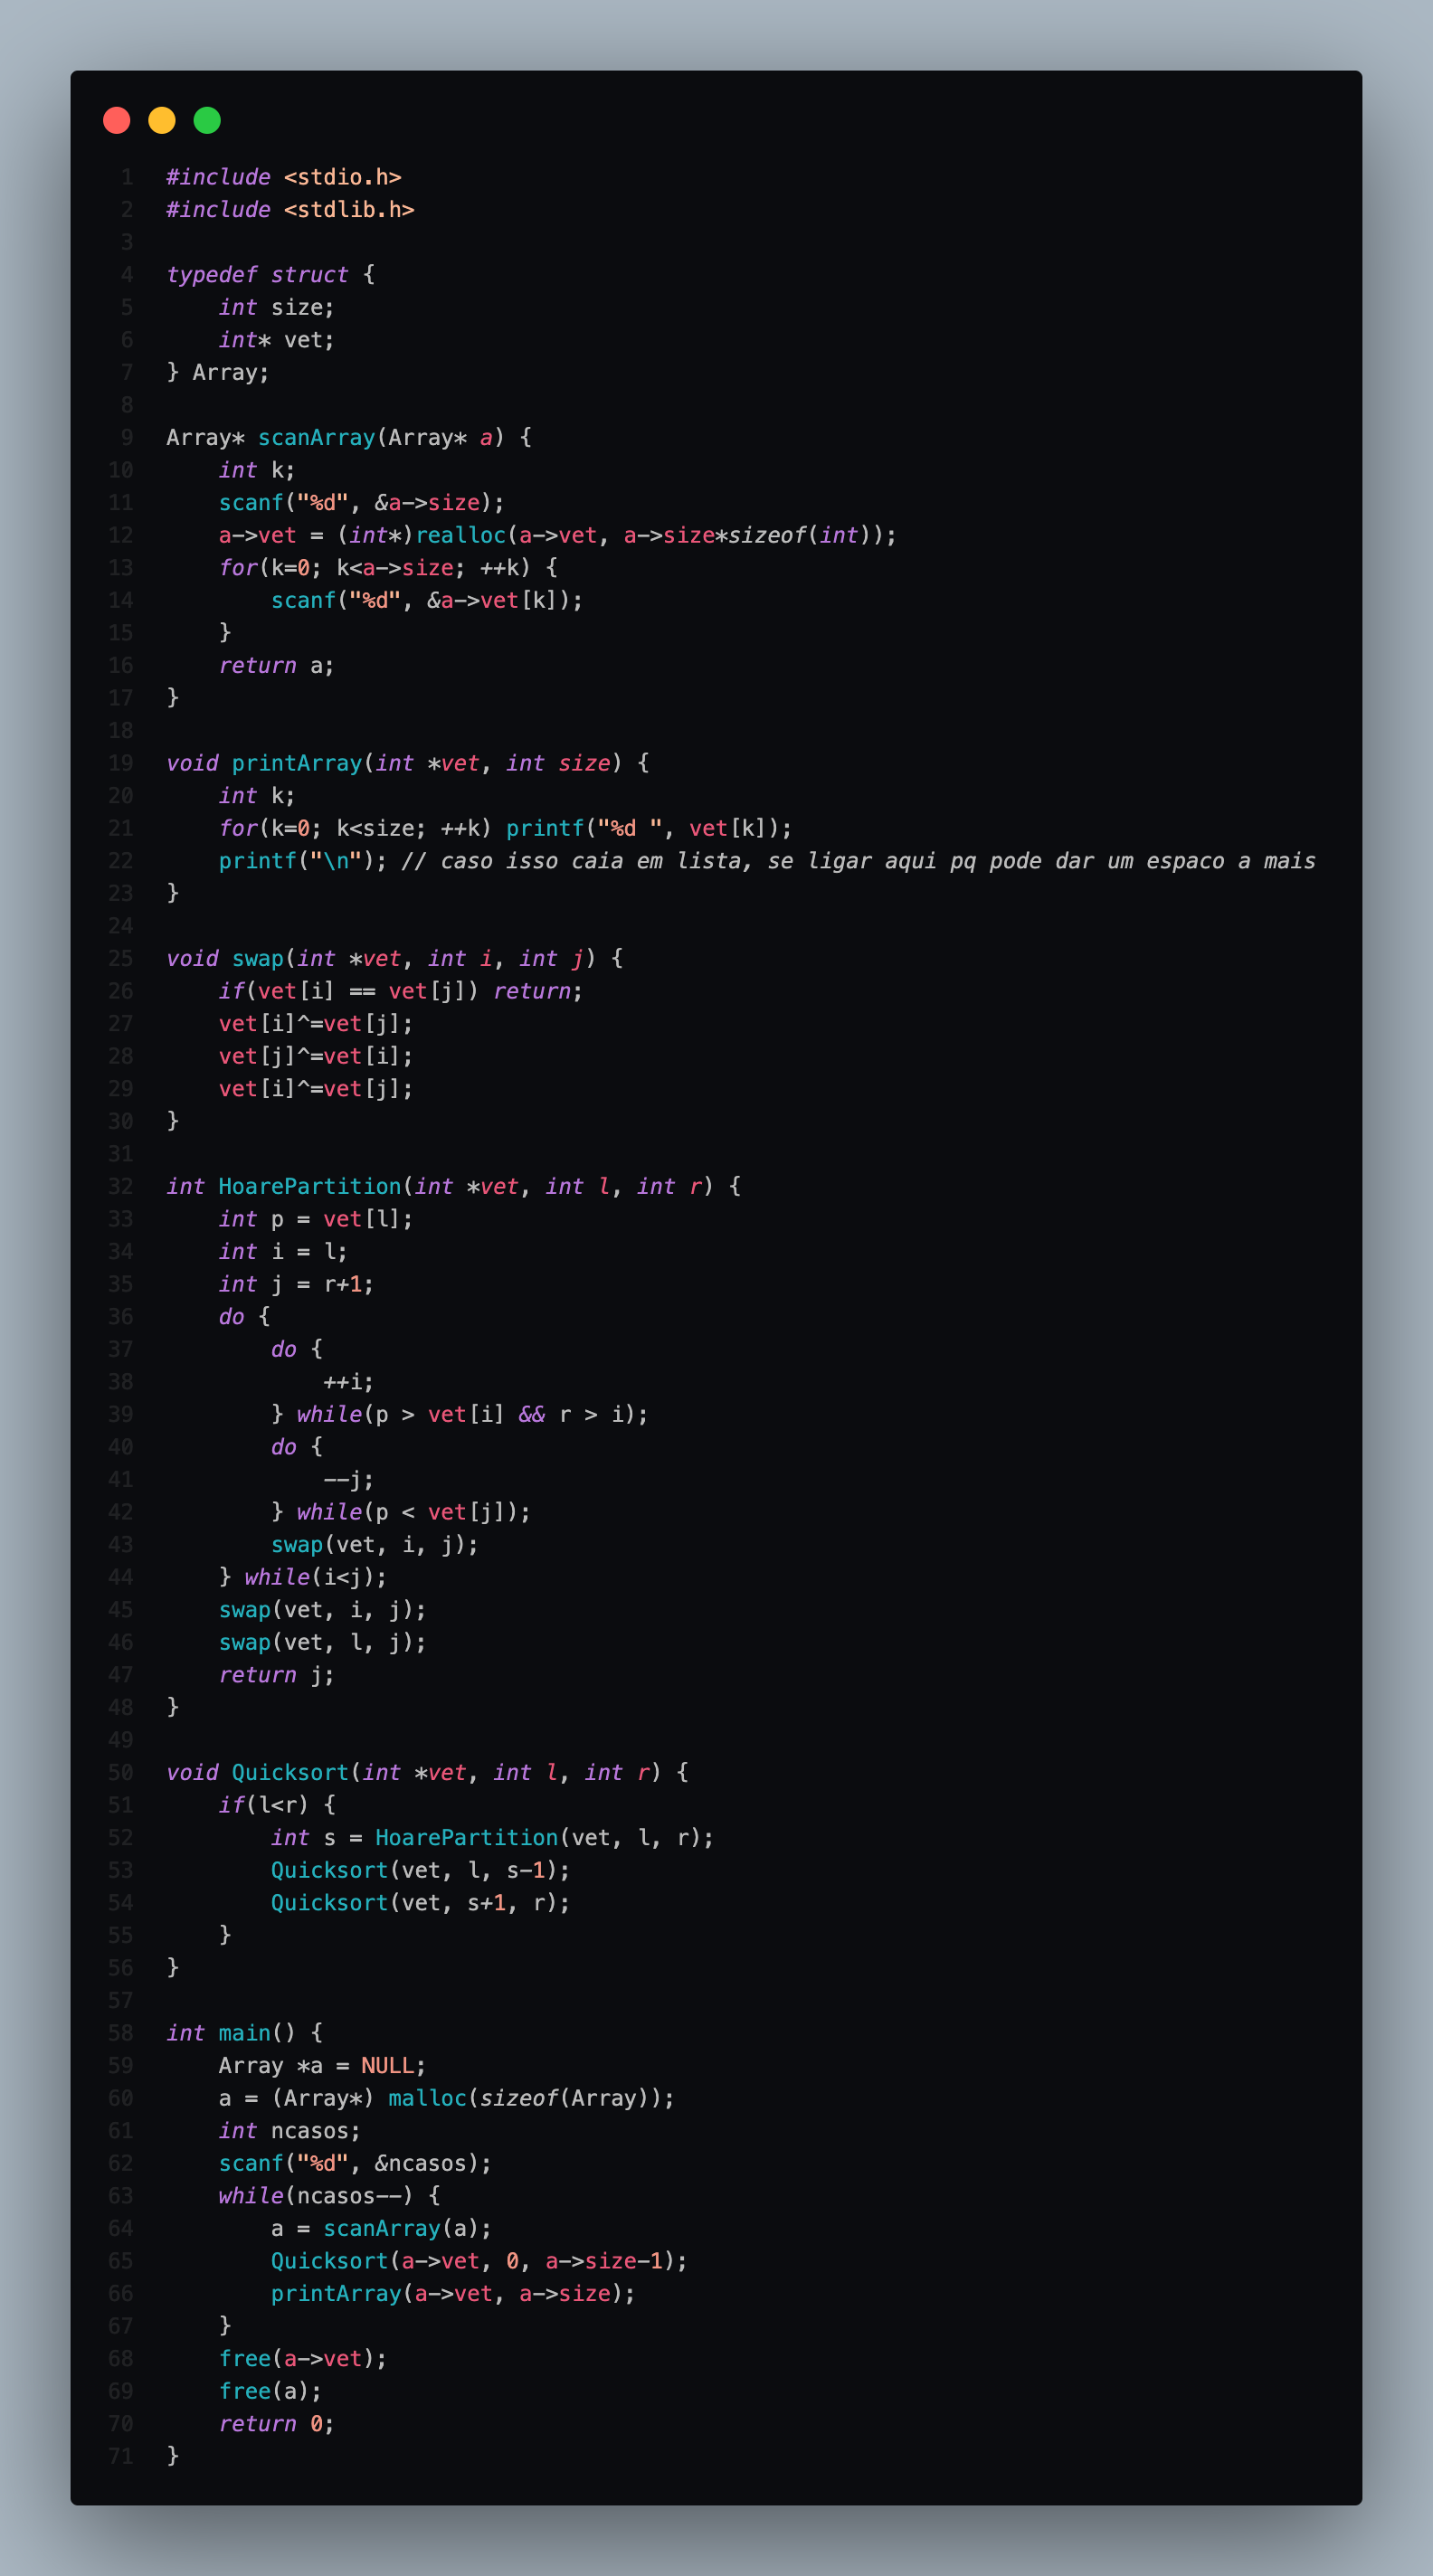 1 #include <stdio.h>
2 #include <stdlib.h>
3
4 typedef struct {
5     int size;
6     int* vet;
7 } Array;
8
9 Array* scanArray(Array* a) {
10     int k;
11     scanf("%d", &a->size);
12     a->vet = (int*)realloc(a->vet, a->size*sizeof(int));
13     for(k=0; k<a->size; ++k) {
14         scanf("%d", &a->vet[k]);
15     }
16     return a;
17 }
18
19 void printArray(int *vet, int size) {
20     int k;
21     for(k=0; k<size; ++k) printf("%d ", vet[k]);
22     printf("\n"); // caso isso caia em lista, se ligar aqui pq pode dar um espaco a mais
23 }
24
25 void swap(int *vet, int i, int j) {
26     if(vet[i] == vet[j]) return;
27     vet[i]^=vet[j];
28     vet[j]^=vet[i];
29     vet[i]^=vet[j];
30 }
31
32 int HoarePartition(int *vet, int l, int r) {
33     int p = vet[l];
34     int i = l;
35     int j = r+1;
36     do {
37         do {
38             ++i;
39         } while(p > vet[i] && r > i);
40         do {
41             --j;
42         } while(p < vet[j]);
43         swap(vet, i, j);
44     } while(i<j);
45     swap(vet, i, j);
46     swap(vet, l, j);
47     return j;
48 }
49
50 void Quicksort(int *vet, int l, int r) {
51     if(l<r) {
52         int s = HoarePartition(vet, l, r);
53         Quicksort(vet, l, s-1);
54         Quicksort(vet, s+1, r);
55     }
56 }
57
58 int main() {
59     Array *a = NULL;
60     a = (Array*) malloc(sizeof(Array));
61     int ncasos;
62     scanf("%d", &ncasos);
63     while(ncasos--) {
64         a = scanArray(a);
65         Quicksort(a->vet, 0, a->size-1);
66         printArray(a->vet, a->size);
67     }
68     free(a->vet);
69     free(a);
70     return 0;
71 }